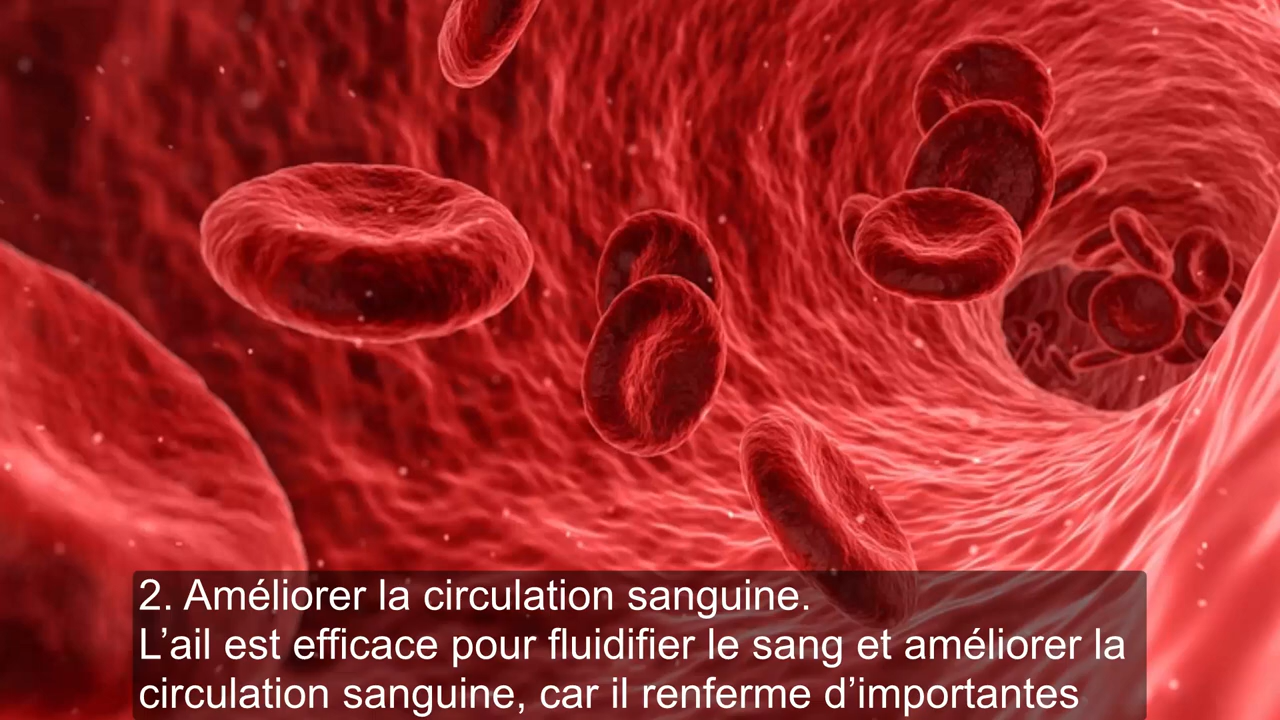 2. Améliorer la circulation sanguine.
L’ail est efficace pour fluidifier le sang et améliorer la
circulation sanguine, car il renferme d’importantes